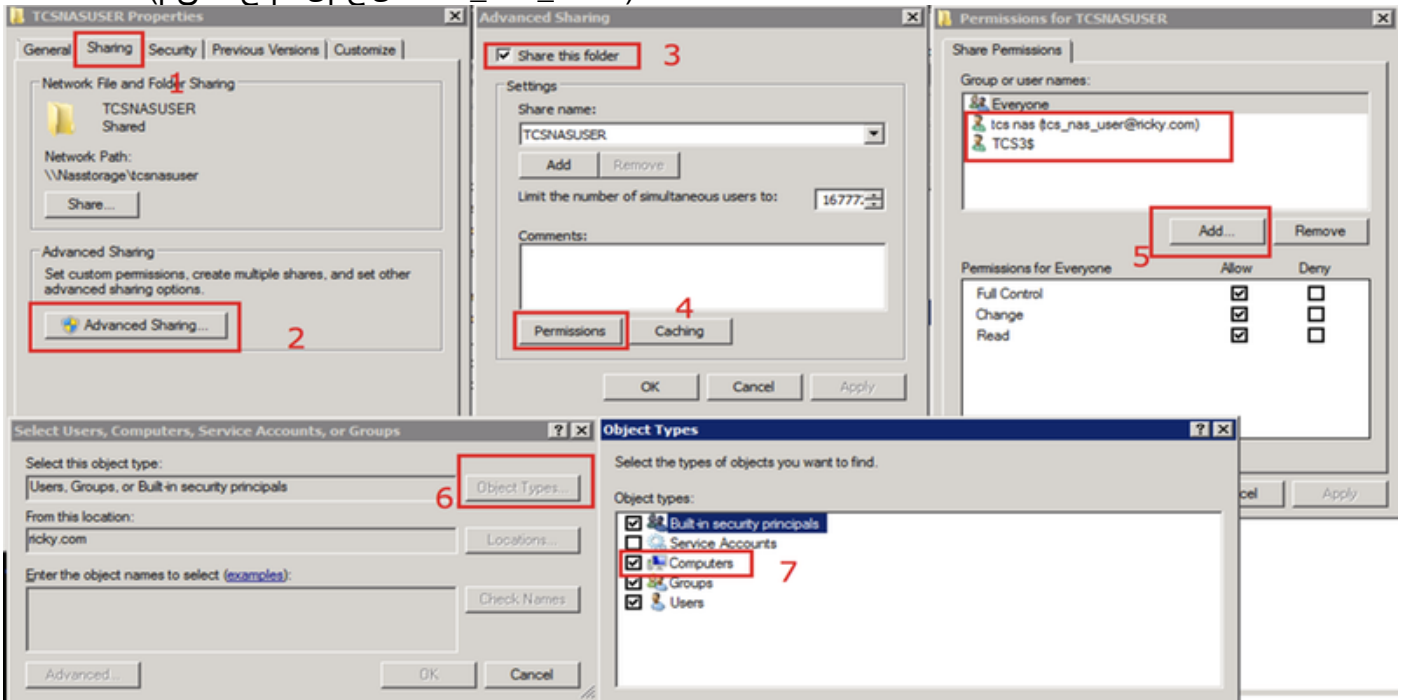 TCSNASUSER Properties
General Sharing Security Previous Versions Customize
1
Network File and Folder Sharing
TCSNASUSER
Shared
Network Path:
\\Nasstorage\tcsnasuser
Share...
Advanced Sharing
Set custom permissions, create multiple shares, and set other
advanced sharing options.
Advanced Sharing...
2
Advanced Sharing
Share this folder
3
Settings
Share name:
TCSNASUSER
Add Remove
Limit the number of simultaneous users to: 16777:
Comments:
4
Permissions Caching
OK Cancel Apply
Permissions for TCSNASUSER
Share Permissions
Group or user names:
Everyone
tcs nas (tcs_nas_user@ricky.com)
TCS3$
Add... Remove
5
Permissions for Everyone Allow Deny
Full Control
Change
Read
cel Apply
Select Users, Computers, Service Accounts, or Groups
Select this object type:
Users, Groups, or Built-in security principals
Object Types...
6
From this location:
ricky.com
Locations...
Enter the object names to select (examples):
Check Names
Advanced... OK Cancel
Object Types
Select the types of objects you want to find.
Object types:
Built-in security principals
Service Accounts
Computers
7
Groups
Users